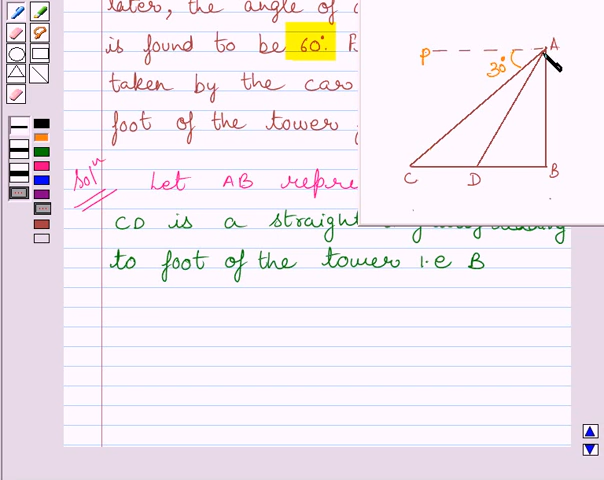 later, the angle of
is found to be 60°.
taken by the car
foot of the tower
Solⁿ Let AB
CD is a straight
to foot of the tower i.e B
P
A
30°
C
D
B